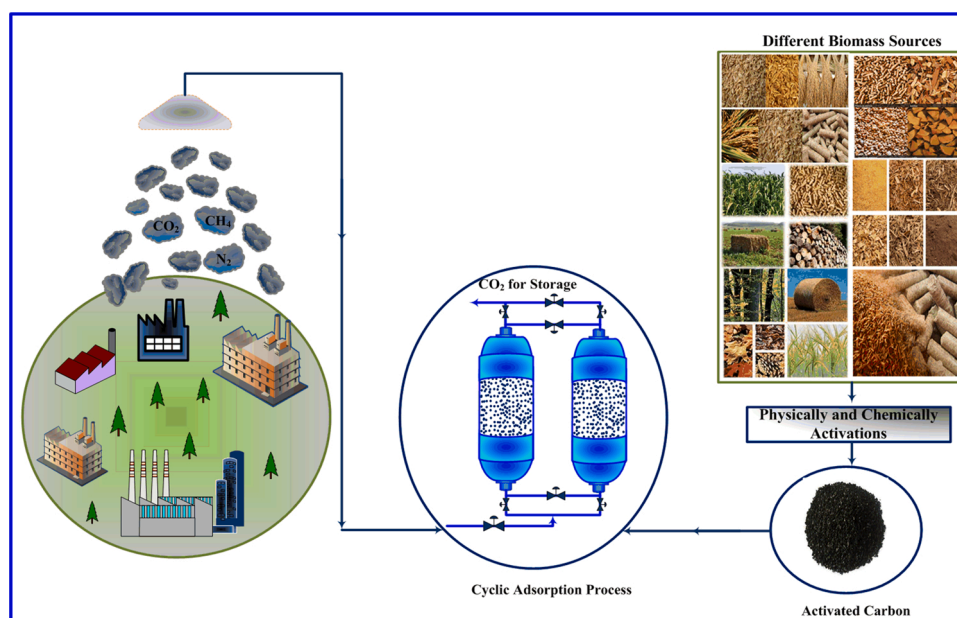 Different Biomass Sources
CO₂
CH₄
N₂
CO₂ for Storage
Physically and Chemically
Activations
Cyclic Adsorption Process
Activated Carbon